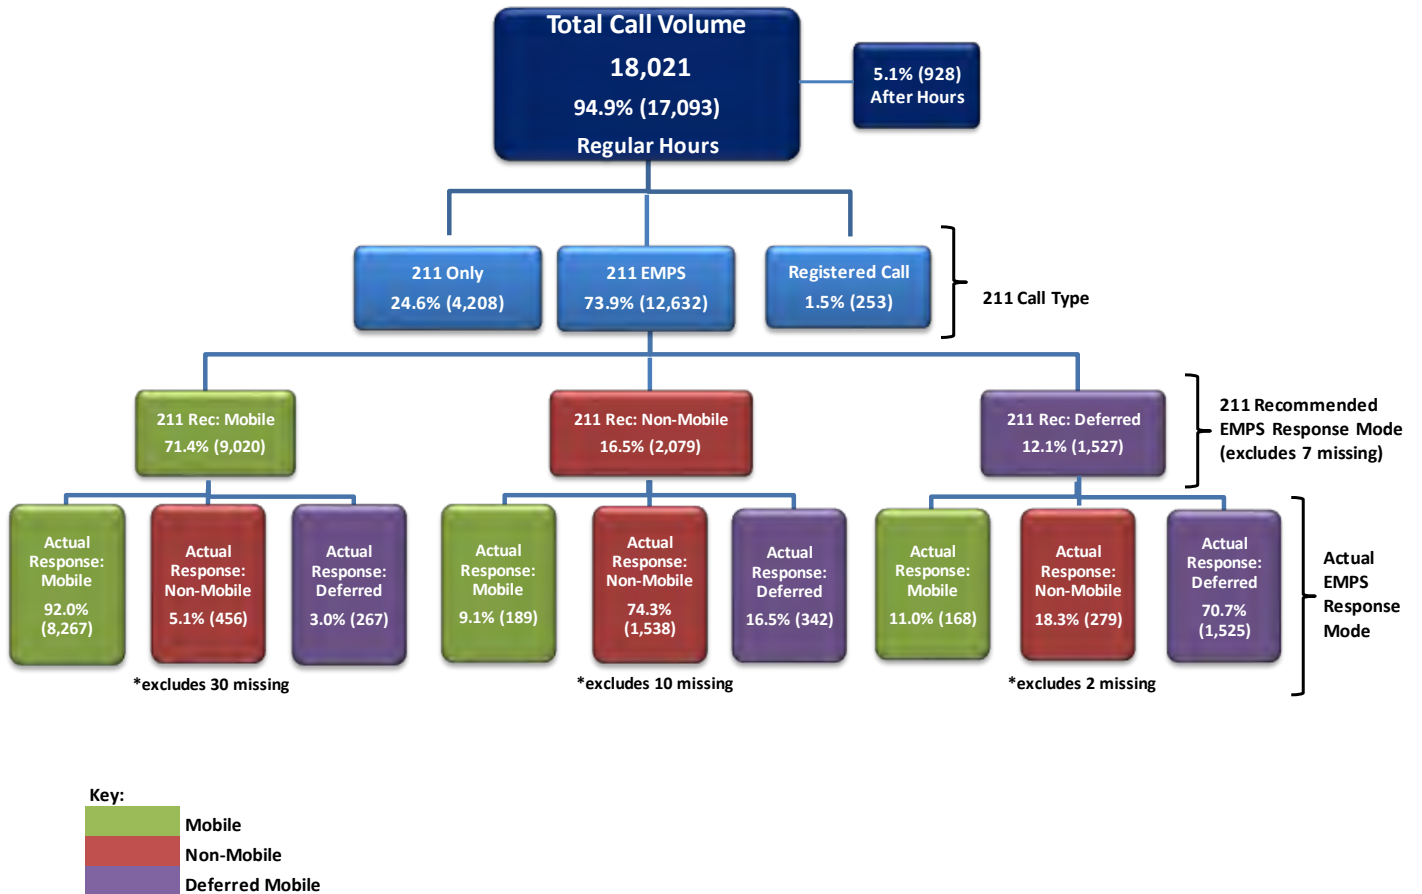 Total Call Volume
18,021
94.9% (17,093)
Regular Hours
5.1% (928)
After Hours
211 Only
24.6% (4,208)
211 EMPS
73.9% (12,632)
Registered Call
1.5% (253)
211 Call Type
211 Rec: Mobile
71.4% (9,020)
211 Rec: Non-Mobile
16.5% (2,079)
211 Rec: Deferred
12.1% (1,527)
211 Recommended
EMPS Response Mode
(excludes 7 missing)
Actual
Response:
Mobile
92.0%
(8,267)
Actual
Response:
Non-Mobile
5.1% (456)
Actual
Response:
Deferred
3.0% (267)
*excludes 30 missing
Actual
Response:
Mobile
9.1% (189)
Actual
Response:
Non-Mobile
74.3%
(1,538)
Actual
Response:
Deferred
16.5% (342)
*excludes 10 missing
Actual
Response:
Mobile
11.0% (168)
Actual
Response:
Non-Mobile
18.3% (279)
Actual
Response:
Deferred
70.7%
(1,525)
*excludes 2 missing
Actual
EMPS
Response
Mode
Key:
Mobile
Non-Mobile
Deferred Mobile